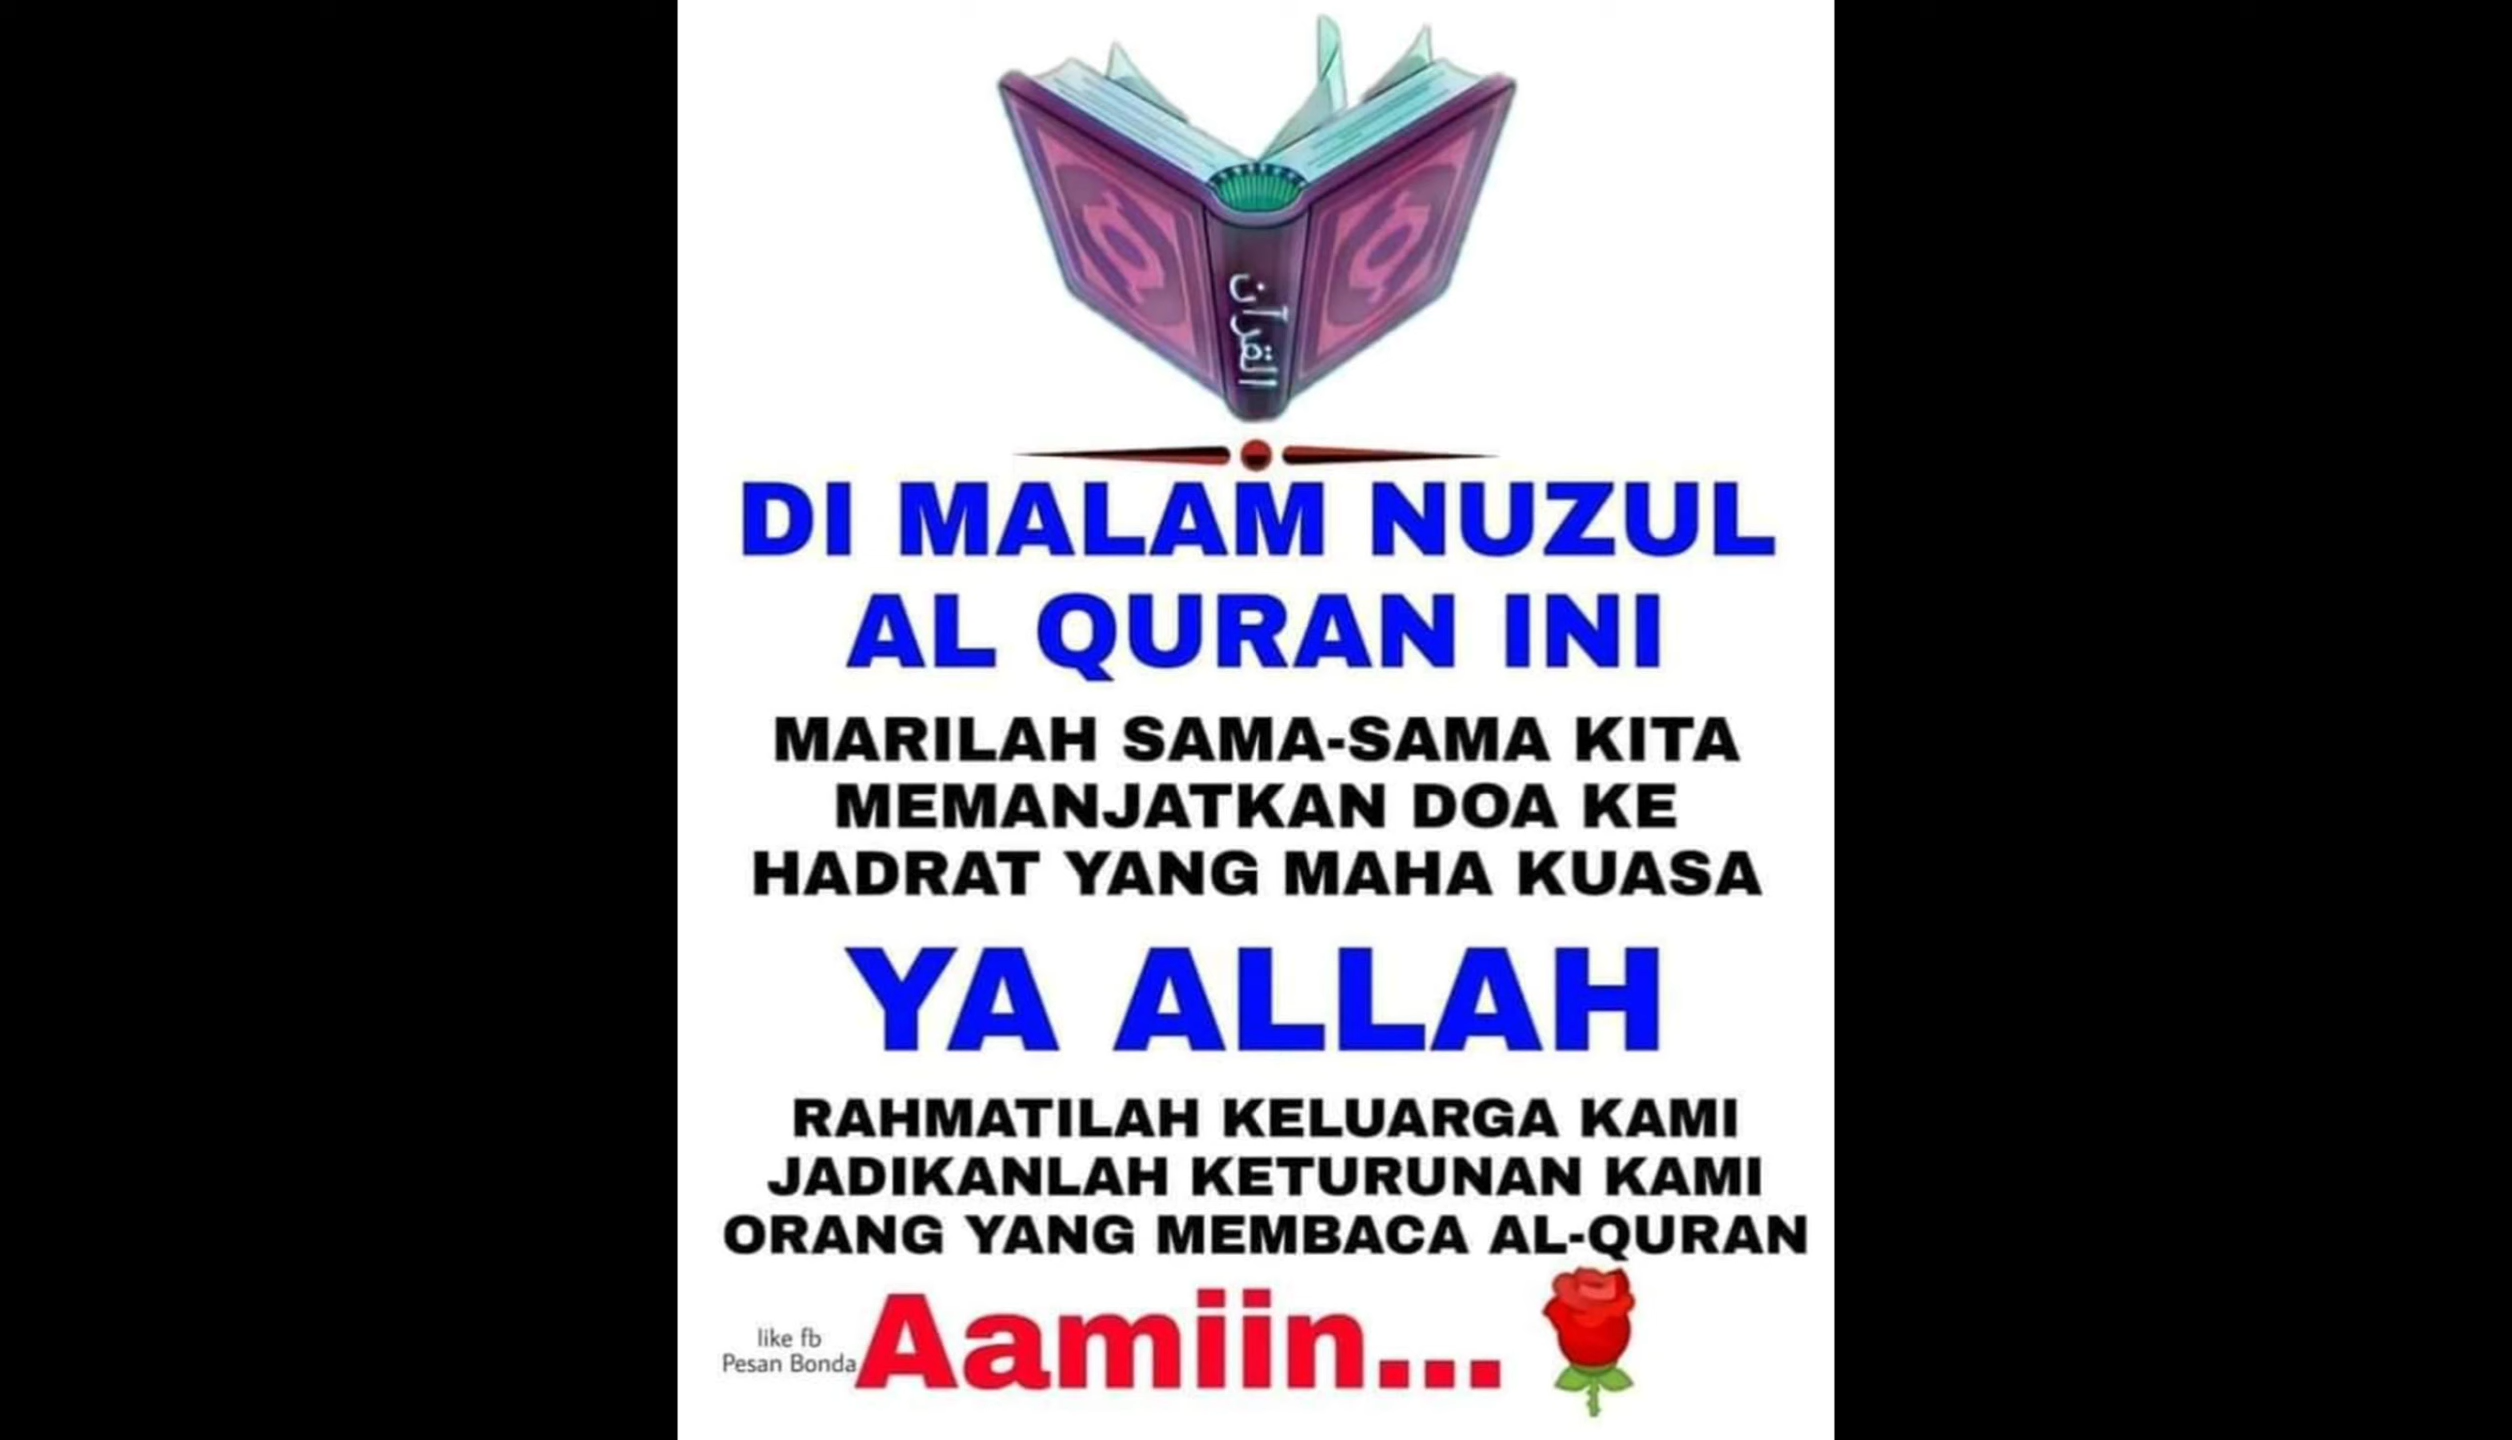 القرآن
DI MALAM NUZUL
AL QURAN INI
MARILAH SAMA-SAMA KITA
MEMANJATKAN DOA KE
HADRAT YANG MAHA KUASA
YA ALLAH
RAHMATILAH KELUARGA KAMI
JADIKANLAH KETURUNAN KAMI
ORANG YANG MEMBACA AL-QURAN
like fb
Pesan Bonda
Aamiin...